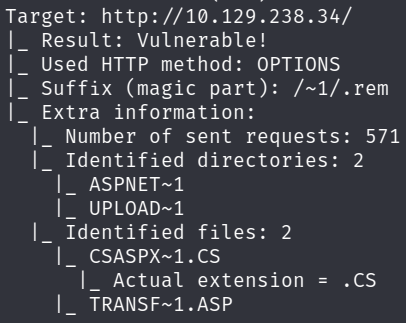 Target: http://10.129.238.34/
|_ Result: Vulnerable!
|_ Used HTTP method: OPTIONS
|_ Suffix (magic part): /~1/.rem
|_ Extra information:
  |_ Number of sent requests: 571
  |_ Identified directories: 2
    |_ ASPNET~1
    |_ UPLOAD~1
  |_ Identified files: 2
    |_ CSASPX~1.CS
      |_ Actual extension = .CS
    |_ TRANSF~1.ASP